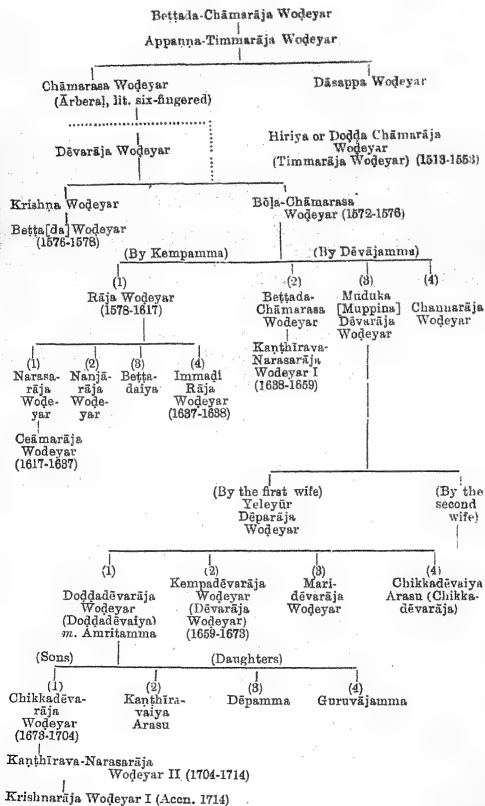 Beṭṭada-Chāmarāja Woḍeyar
Appaṇṇa-Timmarāja Woḍeyar
Chāmarasa Woḍeyar
(Ārberal, lit. six-fingered)
Dāsappa Woḍeyar
Dēvarāja Woḍeyar
Hiriya or Doḍḍa Chāmarāja
Woḍeyar
(Timmarāja Woḍeyar) (1513-1553)
Krishṇa Woḍeyar
Beṭṭa[da] Woḍeyar
(1576-1578)
Bōḷa-Chāmarasa
Woḍeyar (1572-1576)
(By Kempamma)
(By Dēvājamma)
(1)
Rāja Woḍeyar
(1578-1617)
(2)
Beṭṭada-
Chāmarasa
Woḍeyar
Kaṇṭhīrava-
Narasarāja
Woḍeyar I
(1638-1659)
(3)
Muduka
[Muppina]
Dēvarāja
Woḍeyar
(4)
Channarāja
Woḍeyar
(1)
Narasa-
rāja
Woḍe-
yar
Ceāmarāja
Woḍeyar
(1617-1637)
(2)
Nanjā-
rāja
Woḍe-
yar
(3)
Beṭṭa-
daiya
(4)
Immaḍi
Rāja
Woḍeyar
(1637-1638)
(By the first wife)
Yeleyūr
Dēparāja
Woḍeyar
(By the
second
wife)
(1)
Doḍḍadēvarāja
Woḍeyar
(Doḍḍadēvaiya)
m. Amritamma
(2)
Kempadēvarāja
Woḍeyar
(Dēvarāja
Woḍeyar)
(1659-1673)
(3)
Mari-
dēvarāja
Woḍeyar
(4)
Chikkadēvaiya
Arasu (Chikka-
dēvarāja)
(Sons)
(Daughters)
(1)
Chikkadēva-
rāja
Woḍeyar
(1673-1704)
(2)
Kaṇṭhīra-
vaiya
Arasu
(3)
Dēpamma
(4)
Guruvājamma
Kaṇṭhīrava-Narasarāja
Woḍeyar II (1704-1714)
Krishṇarāja Woḍeyar I (Accn. 1714)